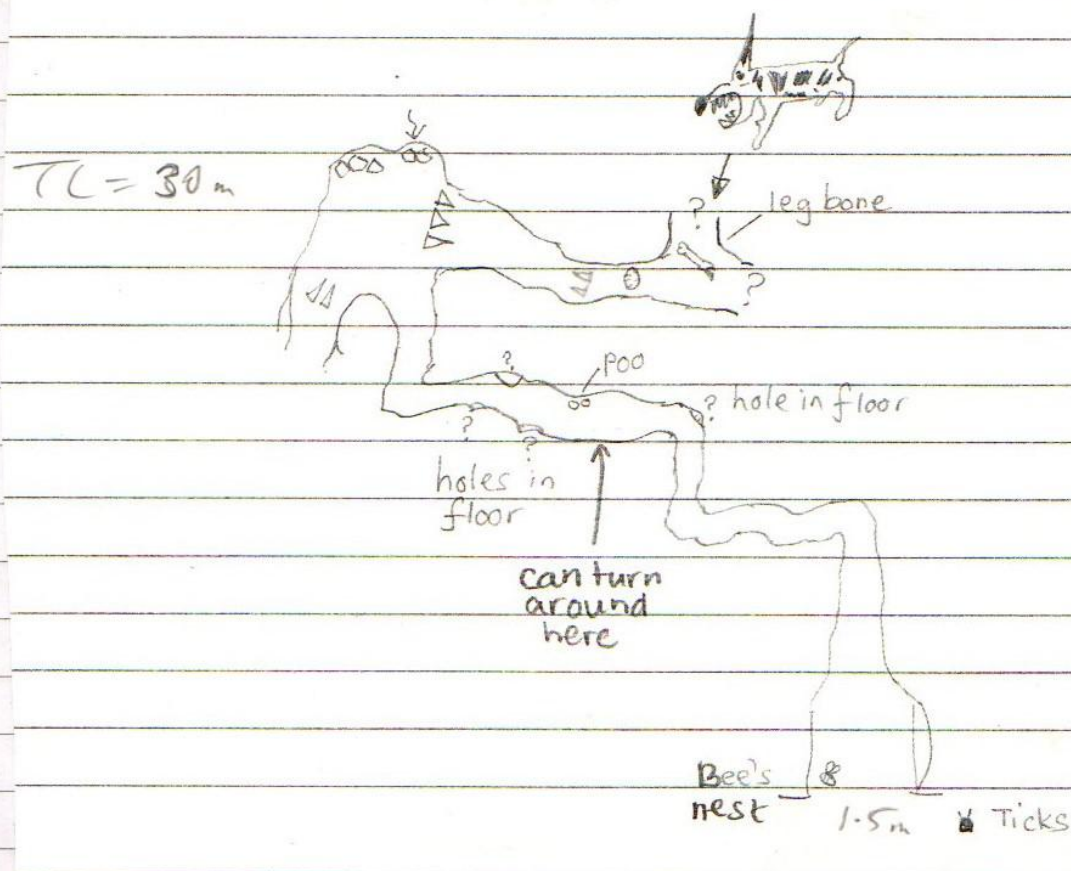 TL = 30m
?
leg bone
?
?
poo
? hole in floor
?
?
holes in
floor
can turn
around
here
Bee's
nest
1.5m
Ticks